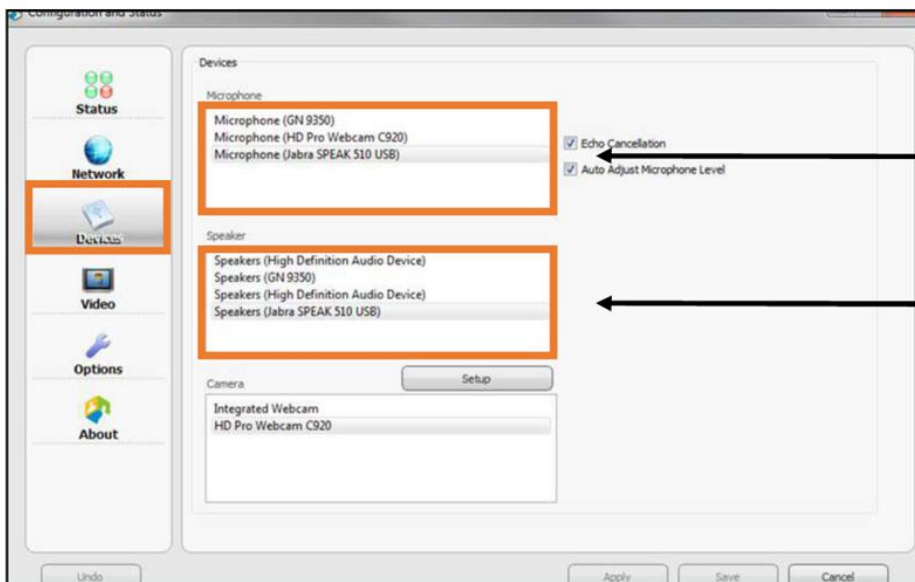 Configuration and Status
Status
Network
Devices
Video
Options
About
Devices
Microphone
Microphone (GN 9350)
Microphone (HD Pro Webcam C920)
Microphone (Jabra SPEAK 510 USB)
Echo Cancellation
Auto Adjust Microphone Level
Speaker
Speakers (High Definition Audio Device)
Speakers (GN 9350)
Speakers (High Definition Audio Device)
Speakers (Jabra SPEAK 510 USB)
Camera
Setup
Integrated Webcam
HD Pro Webcam C920
Undo
Apply
Save
Cancel